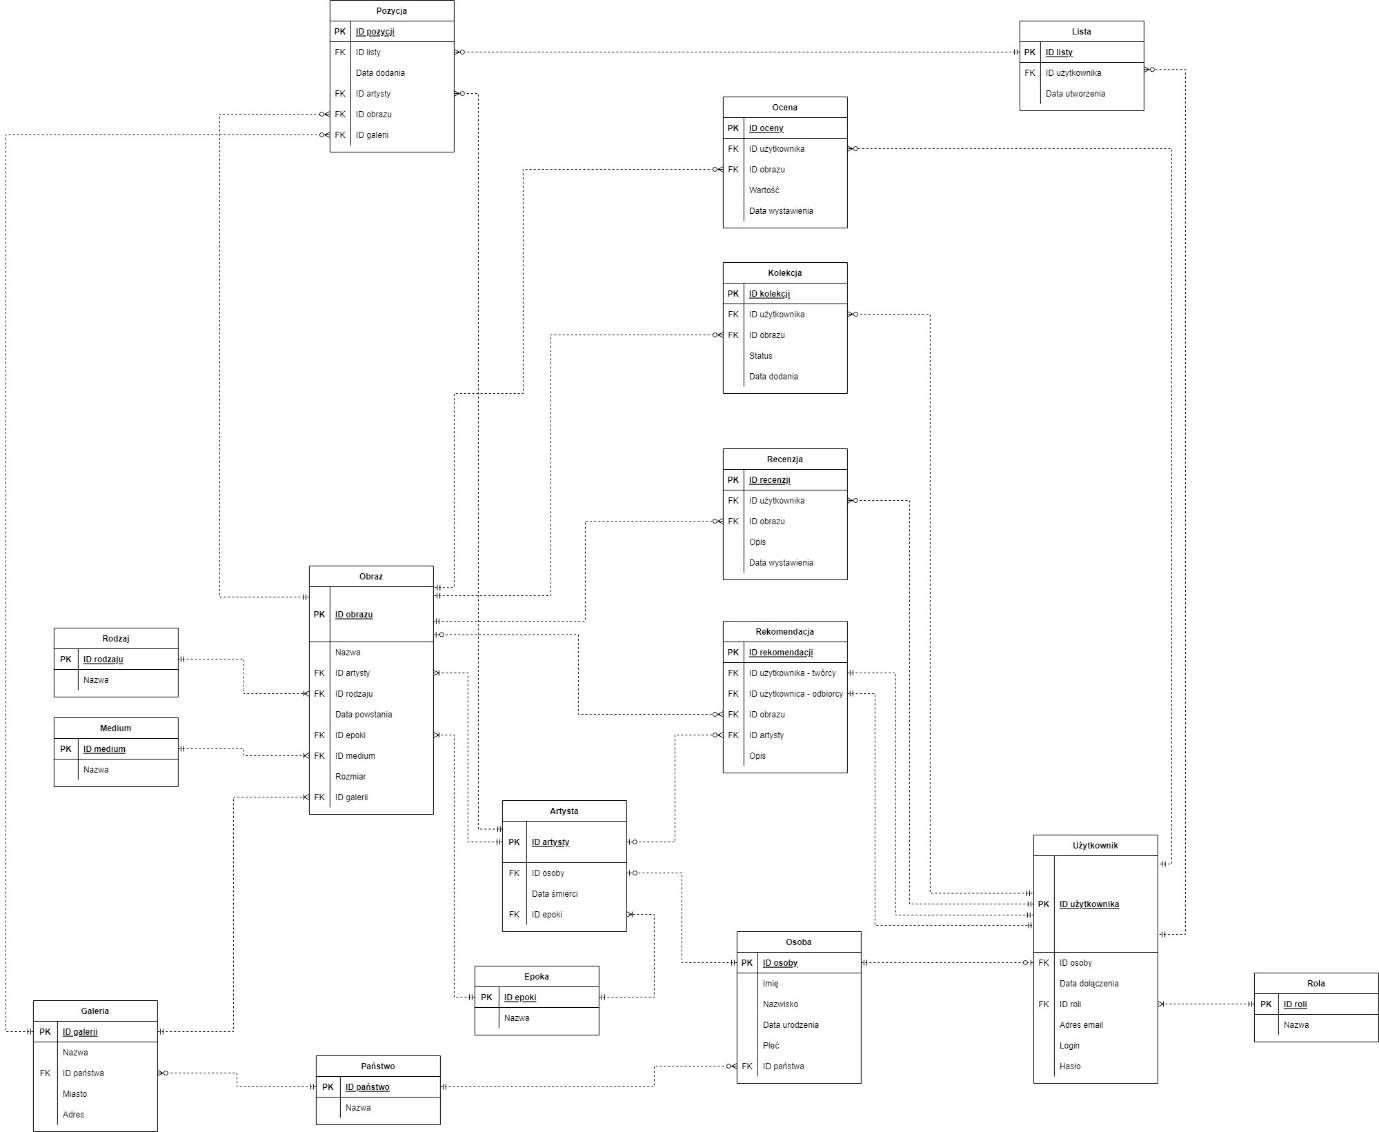 Pozycja
PK ID pozycji
FK ID listy
Data dodania
FK ID artysty
FK ID obrazu
FK ID galerii
Lista
PK ID listy
FK ID użytkownika
Data utworzenia
Ocena
PK ID oceny
FK ID użytkownika
FK ID obrazu
Wartość
Data wystawienia
Kolekcja
PK ID kolekcji
FK ID użytkownika
FK ID obrazu
Status
Data dodania
Recenzja
PK ID recenzji
FK ID użytkownika
FK ID obrazu
Opis
Data wystawienia
Obraz
PK ID obrazu
Nazwa
FK ID artysty
FK ID rodzaju
Data powstania
FK ID epoki
FK ID medium
Rozmiar
FK ID galerii
Rodzaj
PK ID rodzaju
Nazwa
Medium
PK ID medium
Nazwa
Rekomendacja
PK ID rekomendacji
FK ID użytkownika - twórcy
FK ID użytkownica - odbiorcy
FK ID obrazu
FK ID artysty
Opis
Artysta
PK ID artysty
FK ID osoby
Data śmierci
FK ID epoki
Użytkownik
PK ID użytkownika
FK ID osoby
Data dołączenia
FK ID roli
Adres email
Login
Hasło
Osoba
PK ID osoby
Imię
Nazwisko
Data urodzenia
Płeć
FK ID państwa
Epoka
PK ID epoki
Nazwa
Rola
PK ID roli
Nazwa
Galeria
PK ID galerii
Nazwa
FK ID państwa
Miasto
Adres
Państwo
PK ID państwo
Nazwa